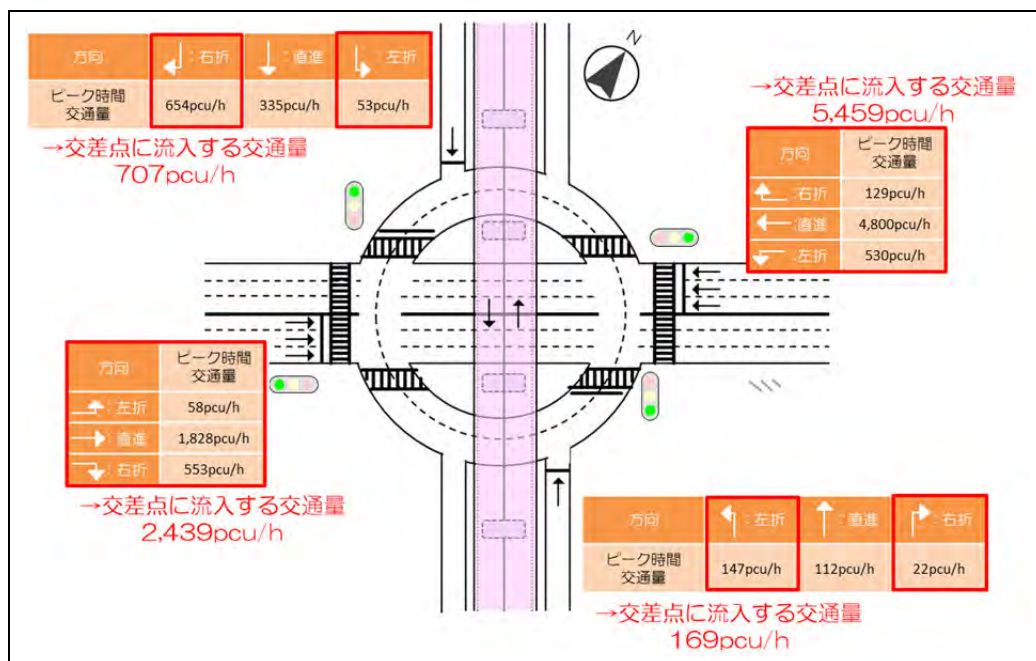 方向 :右折 :直進 :左折
ピーク時間
交通量
654pcu/h 335pcu/h 53pcu/h
→交差点に流入する交通量
707pcu/h
N
→交差点に流入する交通量
5,459pcu/h
方向 ピーク時間
交通量
:右折 129pcu/h
:直進 4,800pcu/h
:左折 530pcu/h
方向 ピーク時間
交通量
:左折 58pcu/h
:直進 1,828pcu/h
:右折 553pcu/h
→交差点に流入する交通量
2,439pcu/h
方向 :左折 :直進 :右折
ピーク時間
交通量
147pcu/h 112pcu/h 22pcu/h
→交差点に流入する交通量
169pcu/h